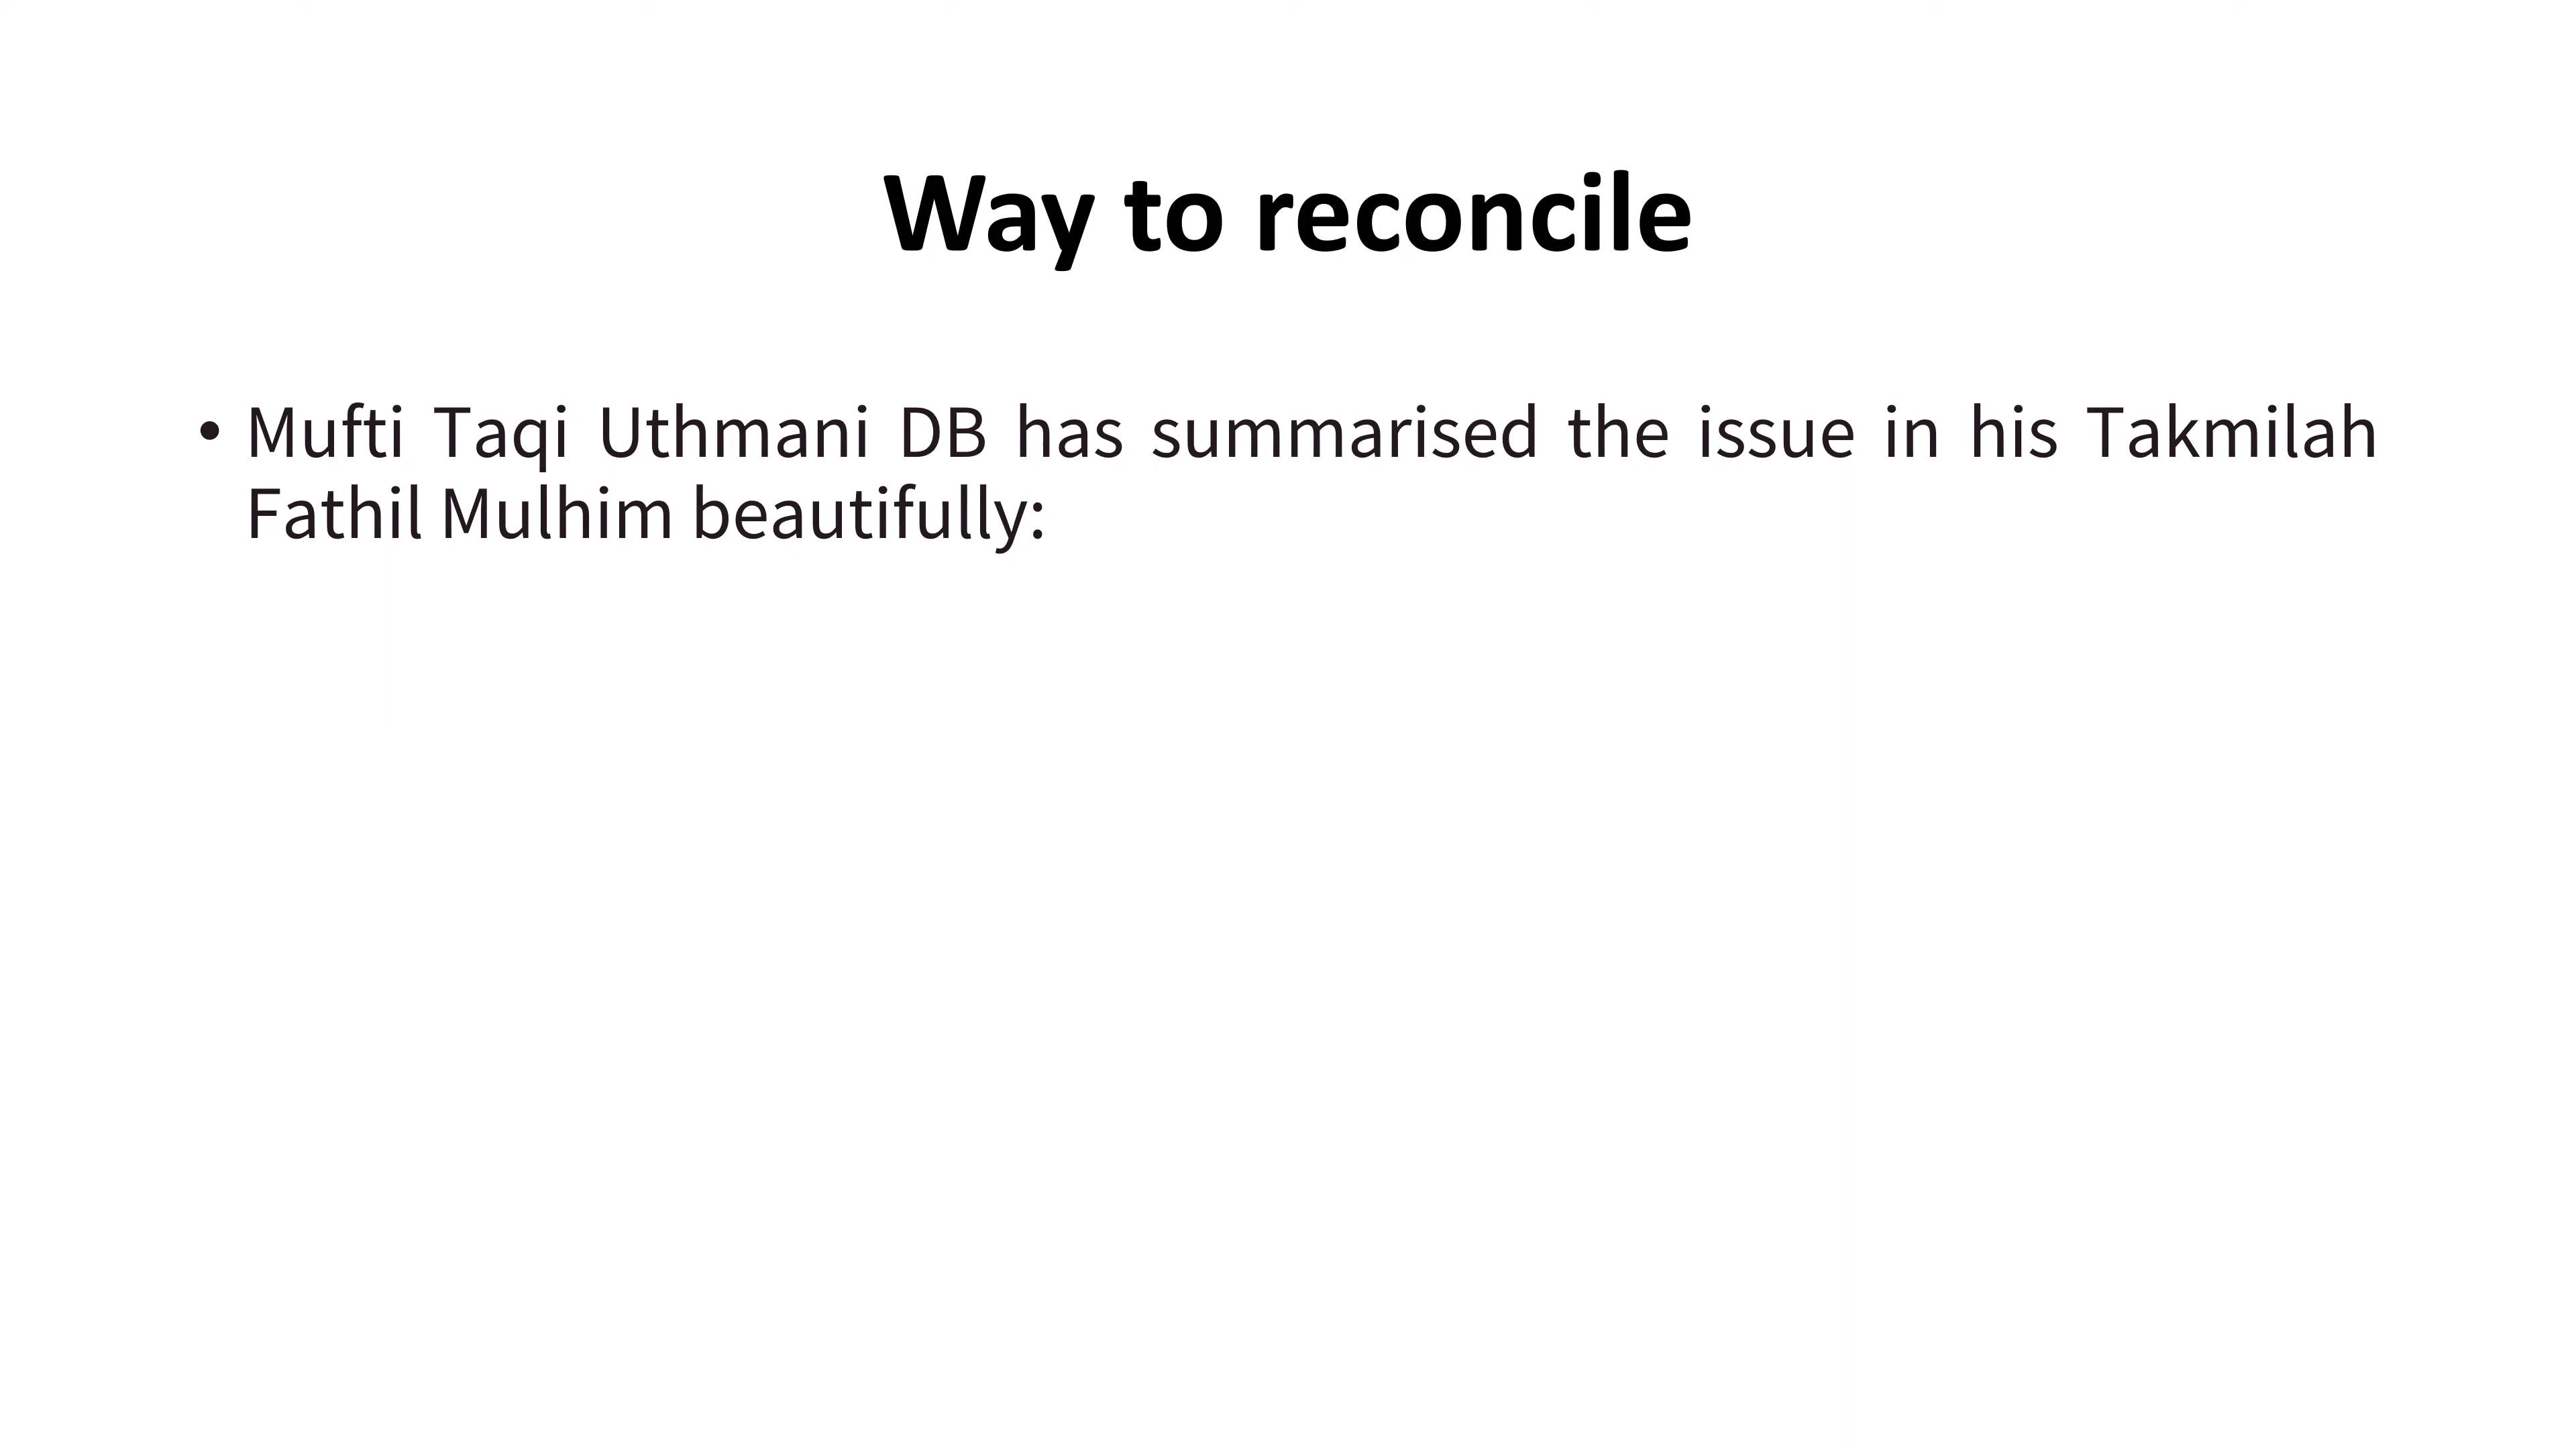 Way to reconcile
• Mufti Taqi Uthmani DB has summarised the issue in his Takmilah
Fathil Mulhim beautifully: